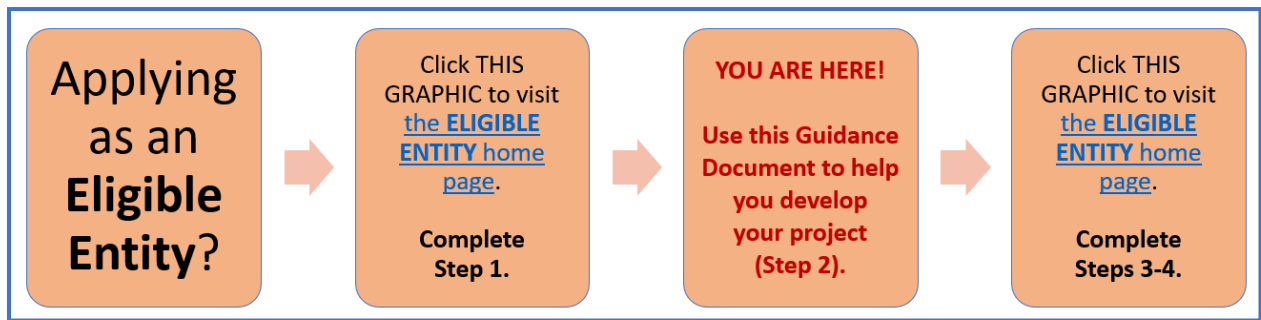 Applying
as an
Eligible
Entity?
Click THIS
GRAPHIC to visit
the ELIGIBLE
ENTITY home
page.
Complete
Step 1.
YOU ARE HERE!
Use this Guidance
Document to help
you develop
your project
(Step 2).
Click THIS
GRAPHIC to visit
the ELIGIBLE
ENTITY home
page.
Complete
Steps 3-4.